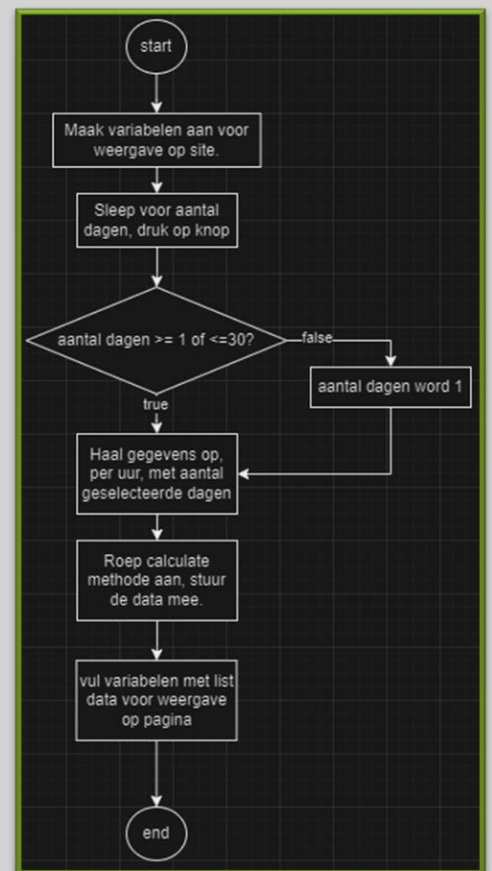 start
Maak variabelen aan voor
weergave op site.
Sleep voor aantal
dagen, druk op knop
aantal dagen >= 1 of <=30?
false
aantal dagen word 1
true
Haal gegevens op,
per uur, met aantal
geselecteerde dagen
Roep calculate
methode aan, stuur
de data mee.
vul variabelen met list
data voor weergave
op pagina
end